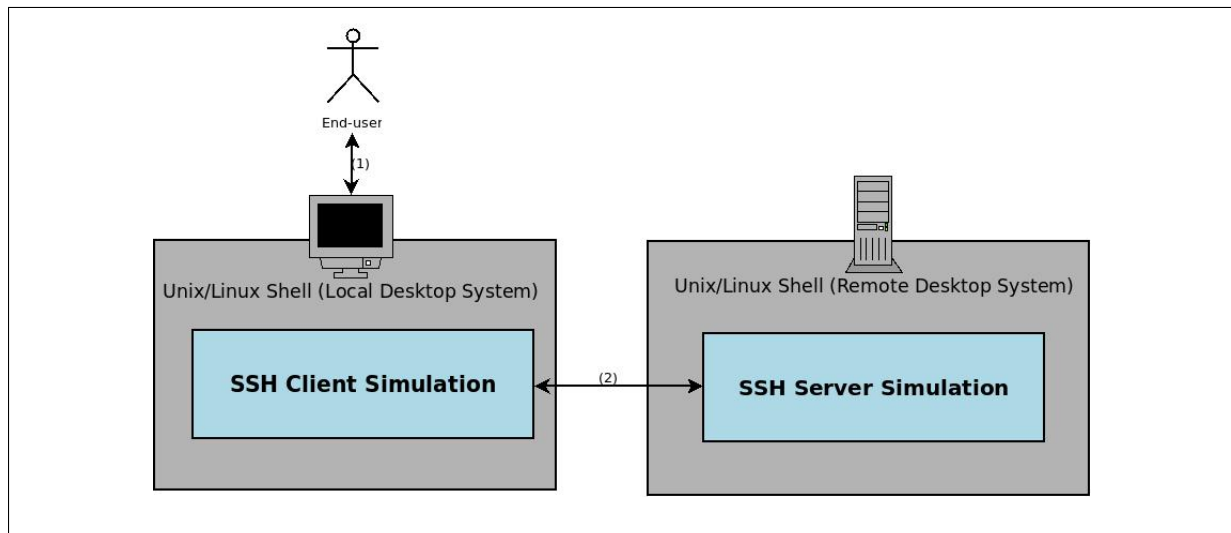 End-user
(1)
Unix/Linux Shell (Local Desktop System)
Unix/Linux Shell (Remote Desktop System)
SSH Client Simulation
(2)
SSH Server Simulation